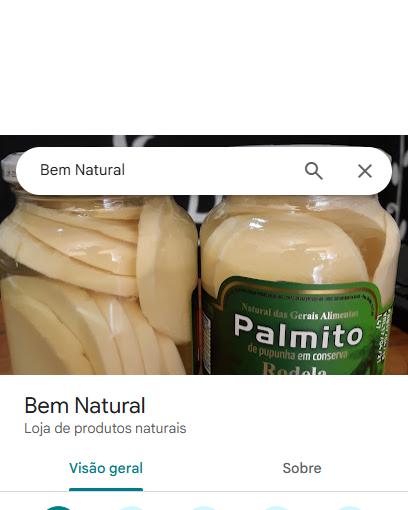 Bem Natural
Natural das Gerais Alimentos
Palmito
de pupunha em conserva
Rodela
Bem Natural
Loja de produtos naturais
Visão geral
Sobre